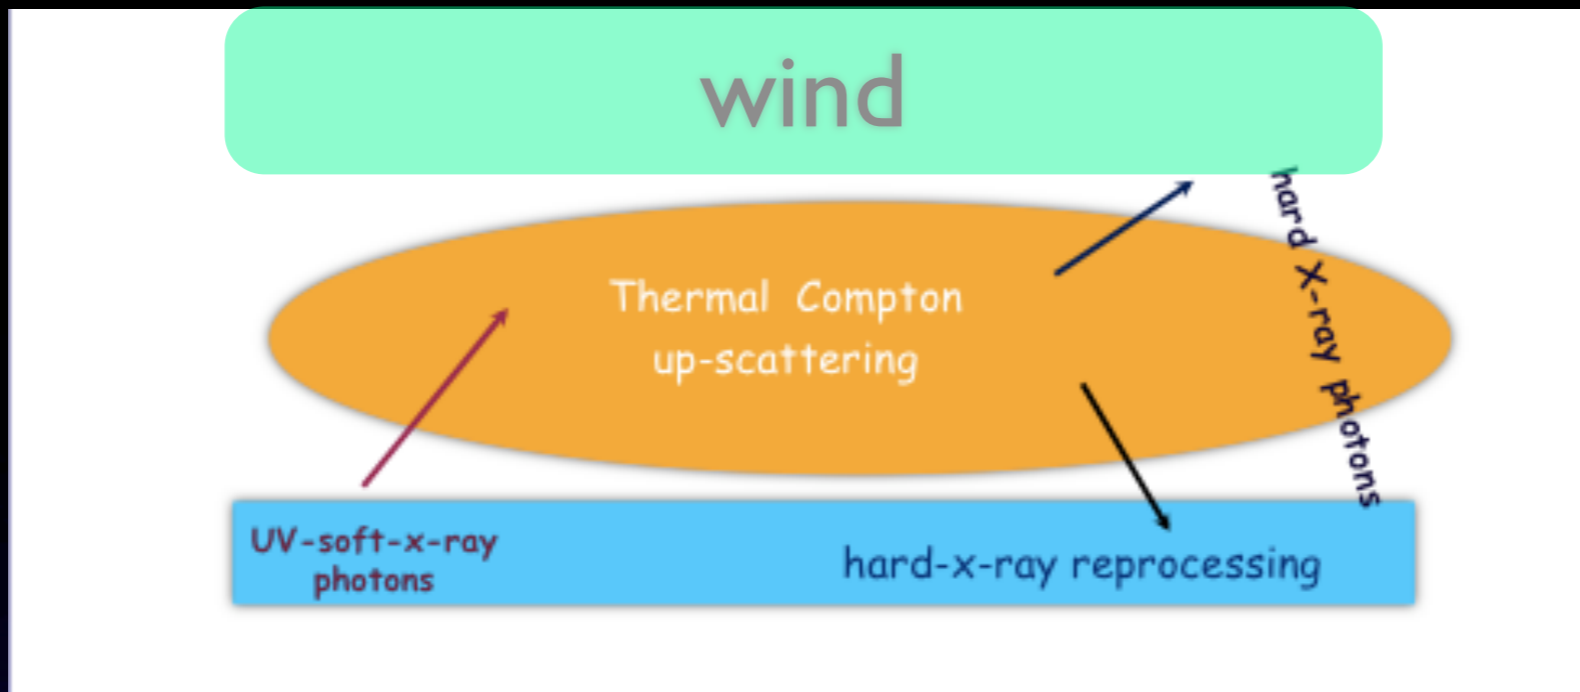 wind
hard X-ray photons
Thermal Compton
up-scattering
UV-soft-x-ray
photons
hard-x-ray reprocessing